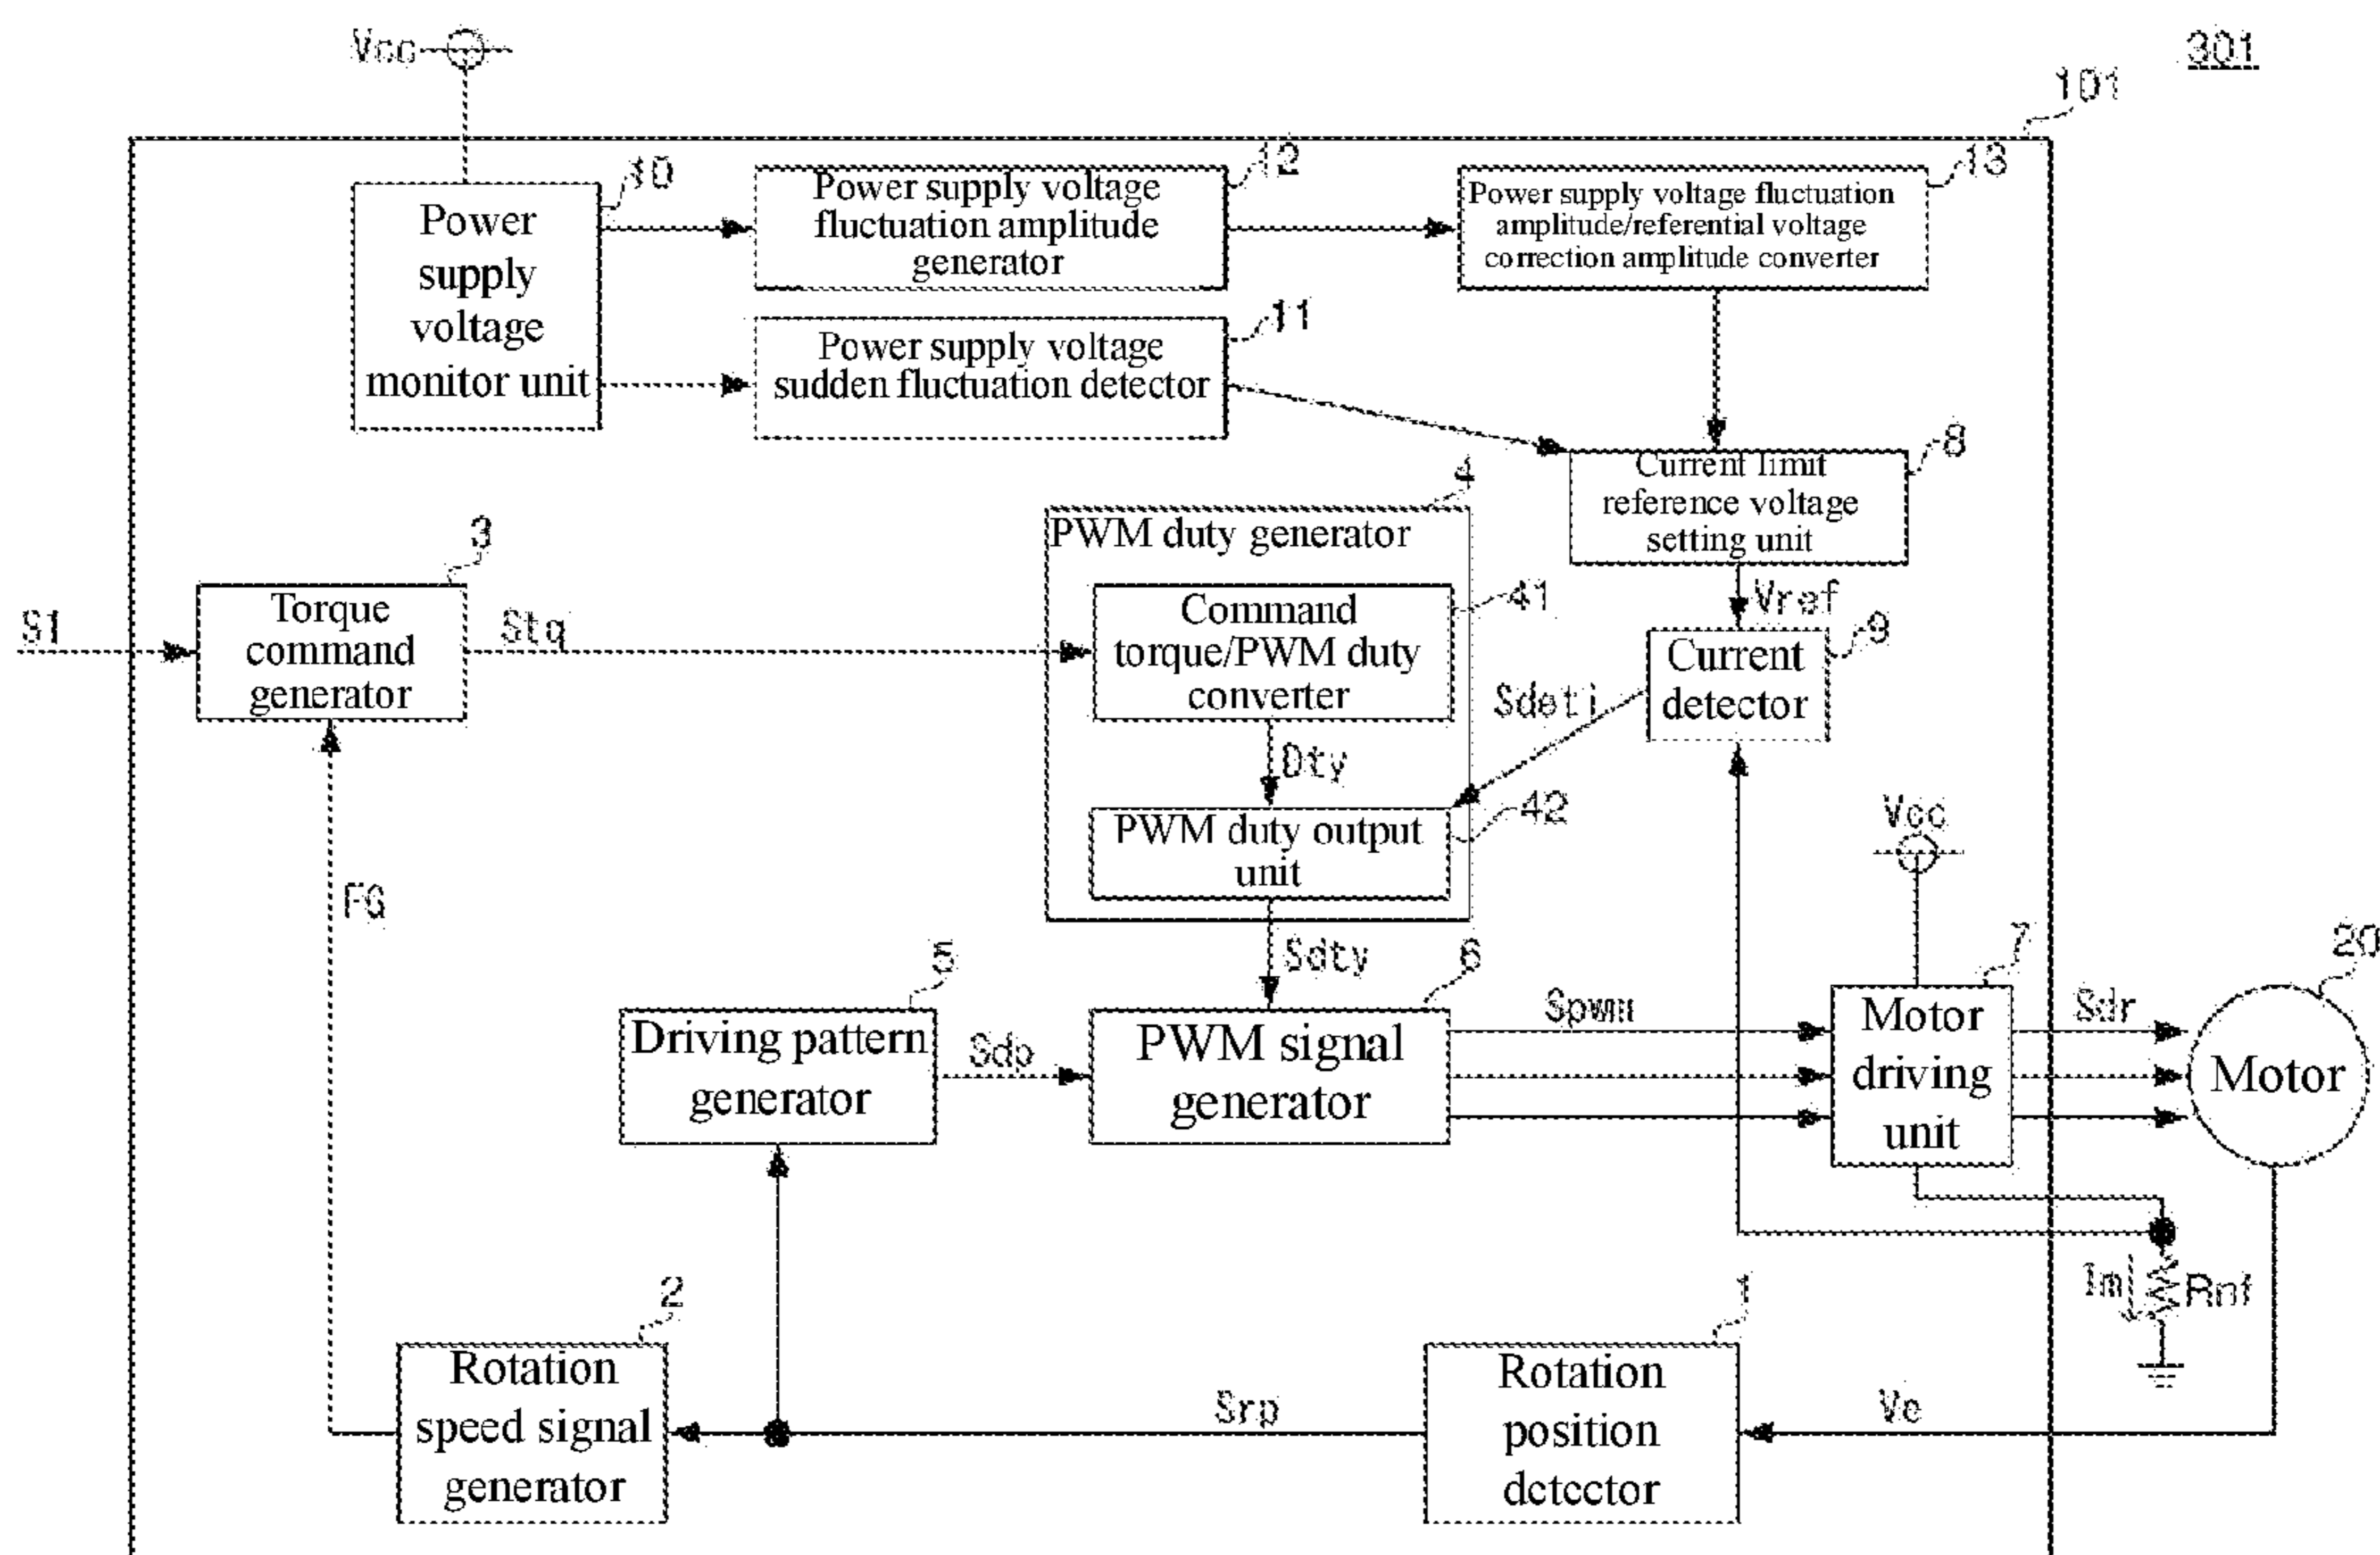 Vcc
301
101
10
12
13
Power
supply
voltage
monitor unit
Power supply voltage
fluctuation amplitude
generator
Power supply voltage fluctuation
amplitude/referential voltage
correction amplitude converter
11
Power supply voltage
sudden fluctuation detector
8
Current limit
reference voltage
setting unit
4
PWM duty generator
3
Torque
command
generator
S1
Stq
41
Command
torque/PWM duty
converter
Vref
9
Current
detector
Sdeti
Dty
42
PWM duty output
unit
Vcc
FG
Sdty
5
6
7
20
Driving pattern
generator
Sdp
PWM signal
generator
Spwm
Motor
driving
unit
Sdr
Motor
Im
Rnf
2
1
Rotation
speed signal
generator
Srp
Rotation
position
detector
Ve